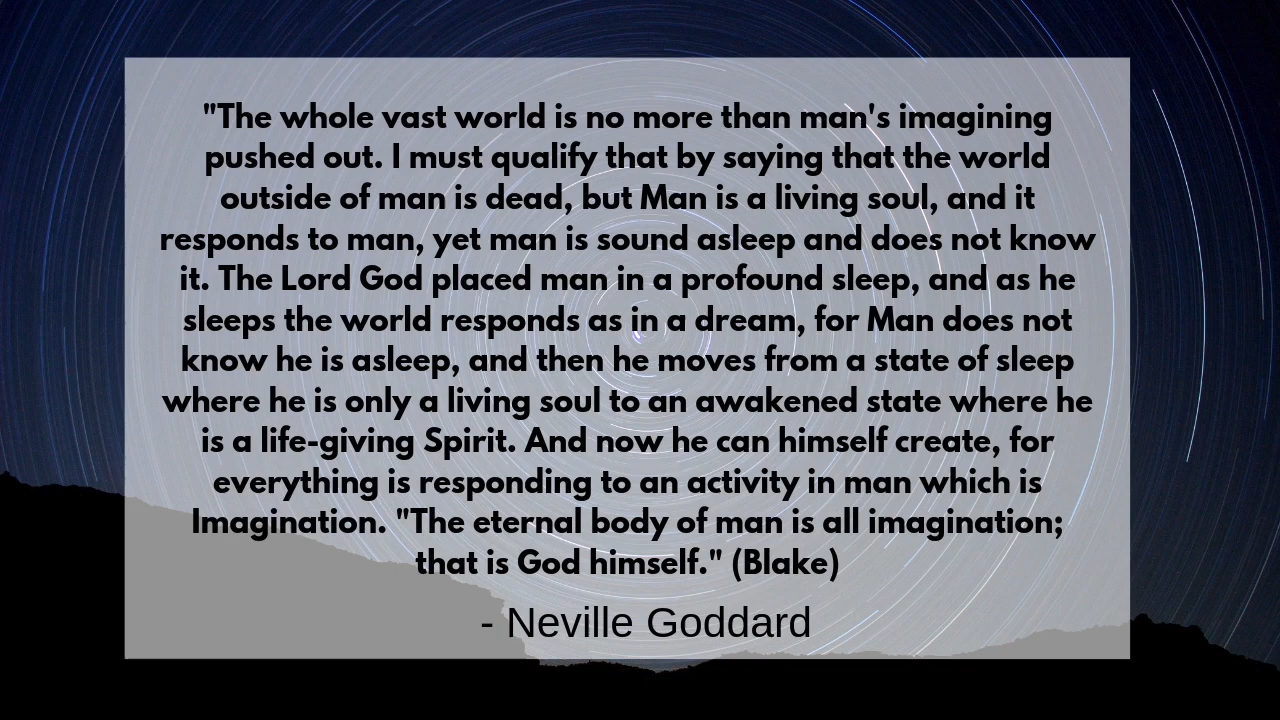 "The whole vast world is no more than man's imagining
pushed out. I must qualify that by saying that the world
outside of man is dead, but Man is a living soul, and it
responds to man, yet man is sound asleep and does not know
it. The Lord God placed man in a profound sleep, and as he
sleeps the world responds as in a dream, for Man does not
know he is asleep, and then he moves from a state of sleep
where he is only a living soul to an awakened state where he
is a life-giving Spirit. And now he can himself create, for
everything is responding to an activity in man which is
Imagination. "The eternal body of man is all imagination;
that is God himself." (Blake)
- Neville Goddard